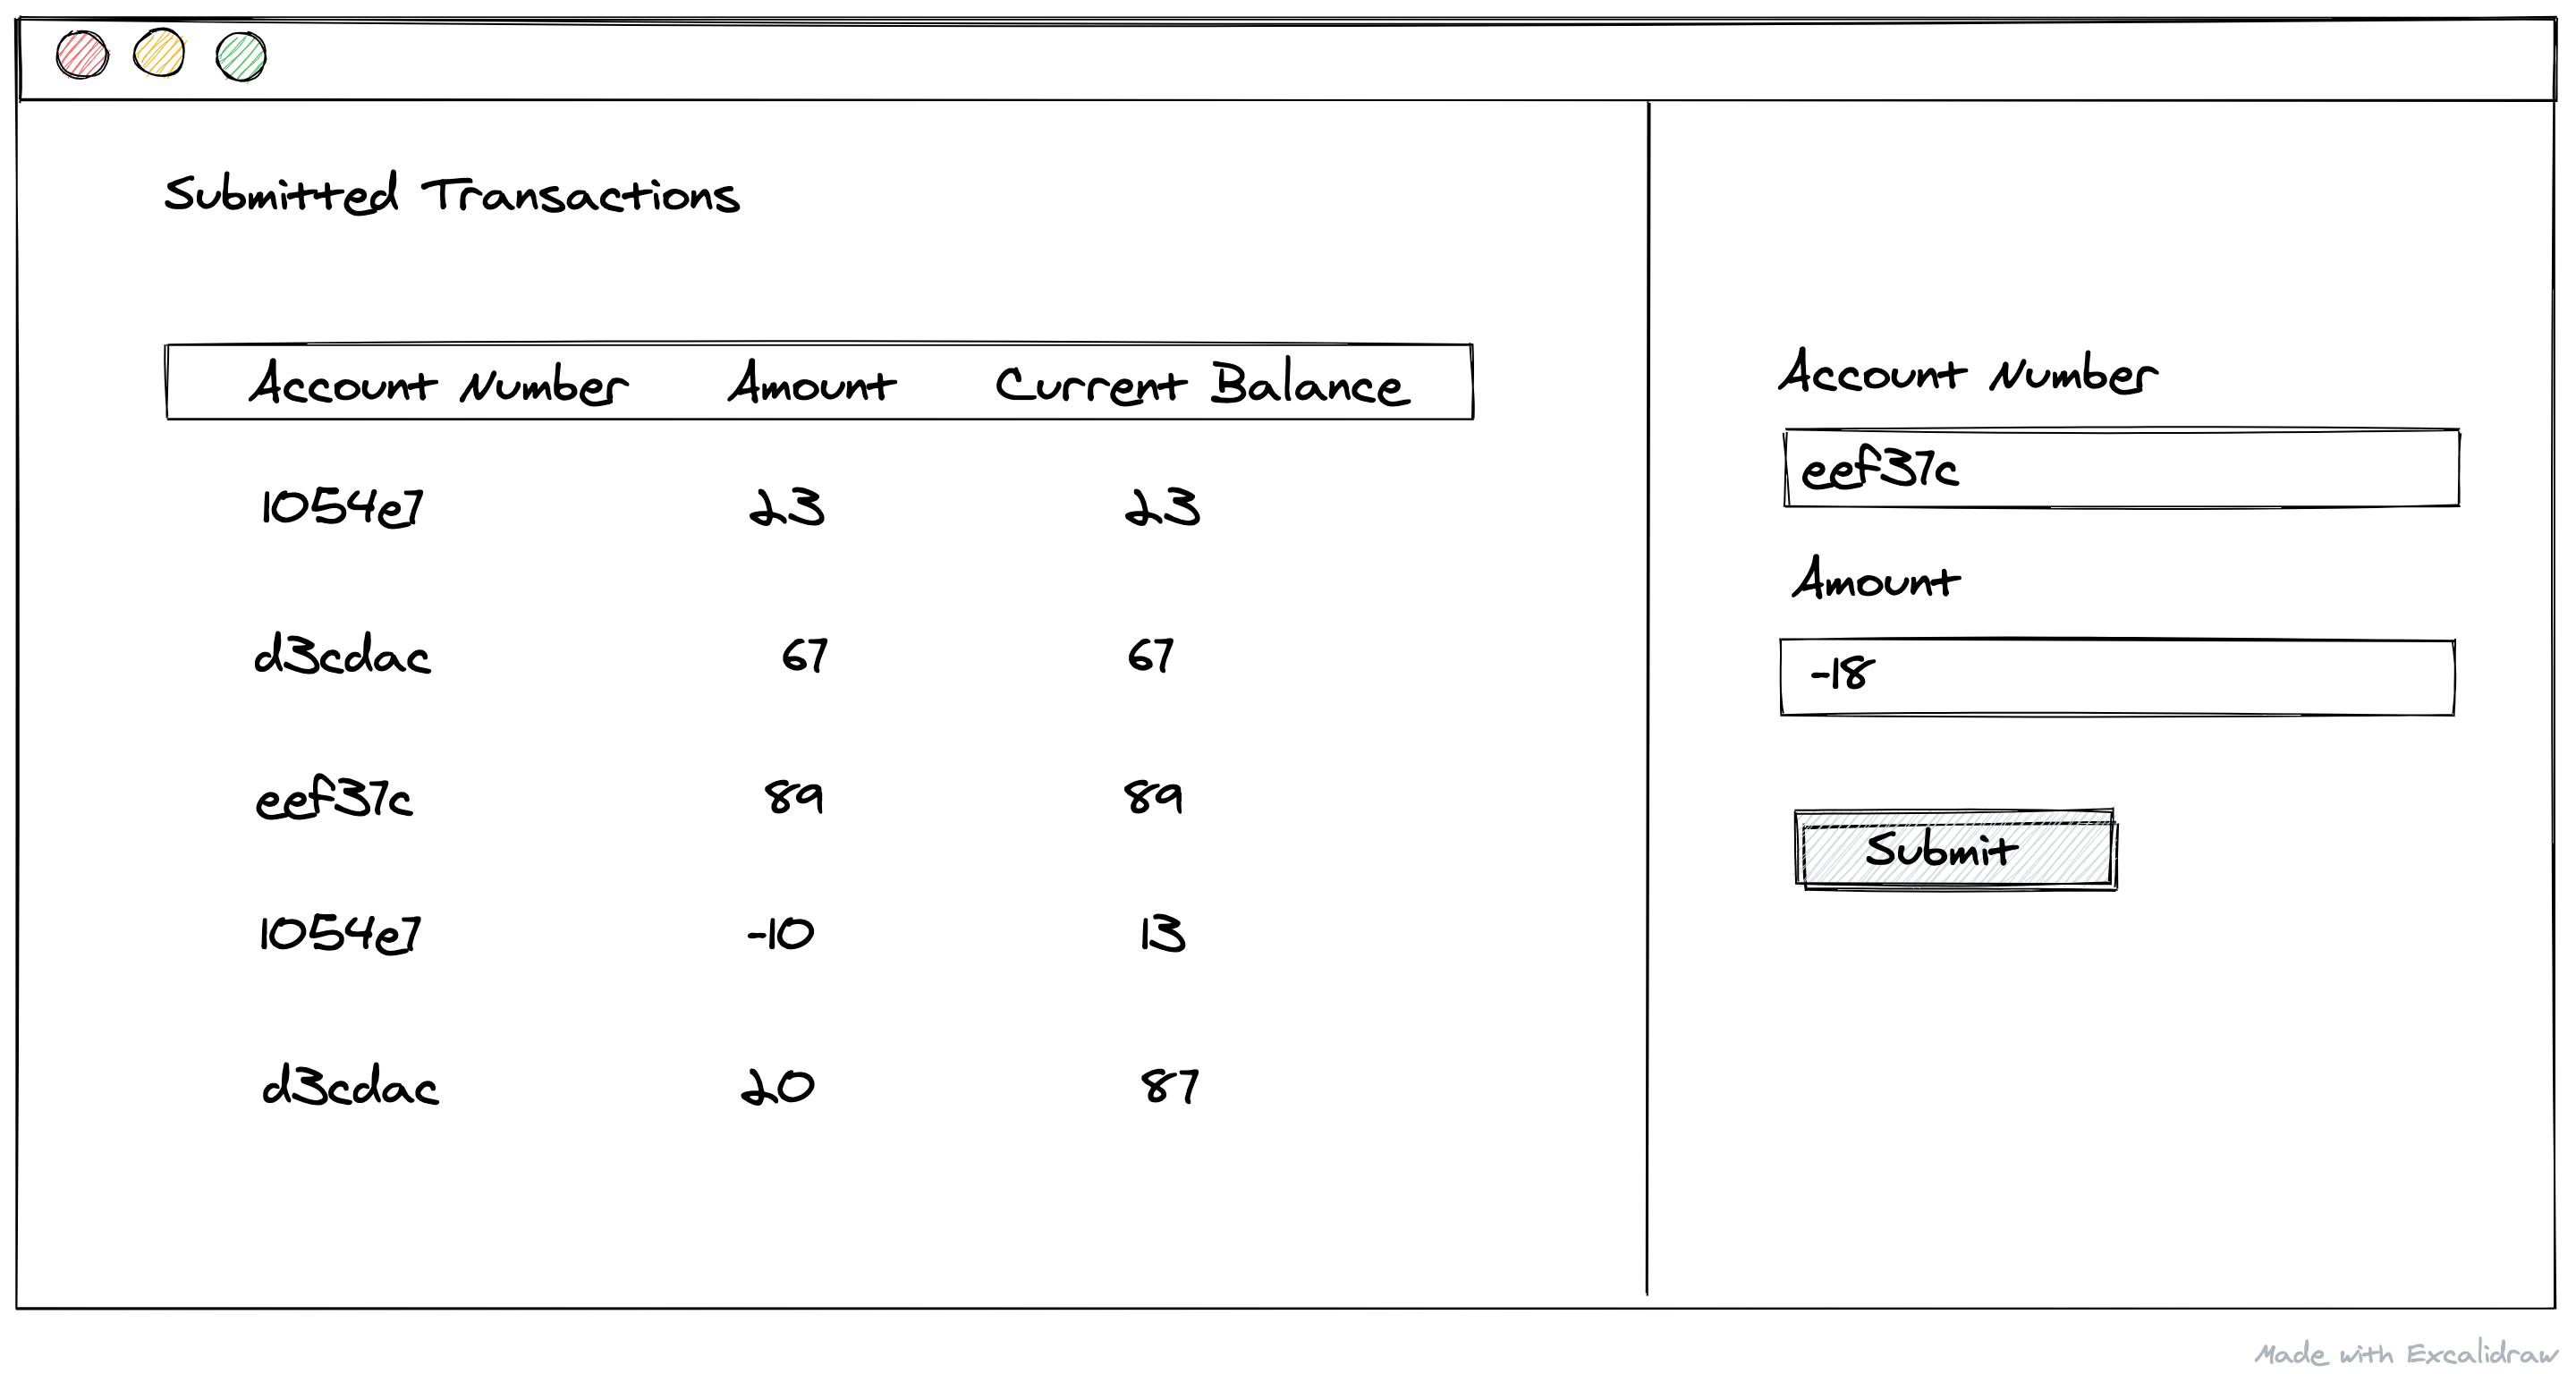 Submitted Transactions
Account Number Amount Current Balance
1054e7 23 23
d3cdac 67 67
eef37c 89 89
1054e7 -10 13
d3cdac 20 87
Account Number
eef37c
Amount
-18
Submit
Made with Excalidraw